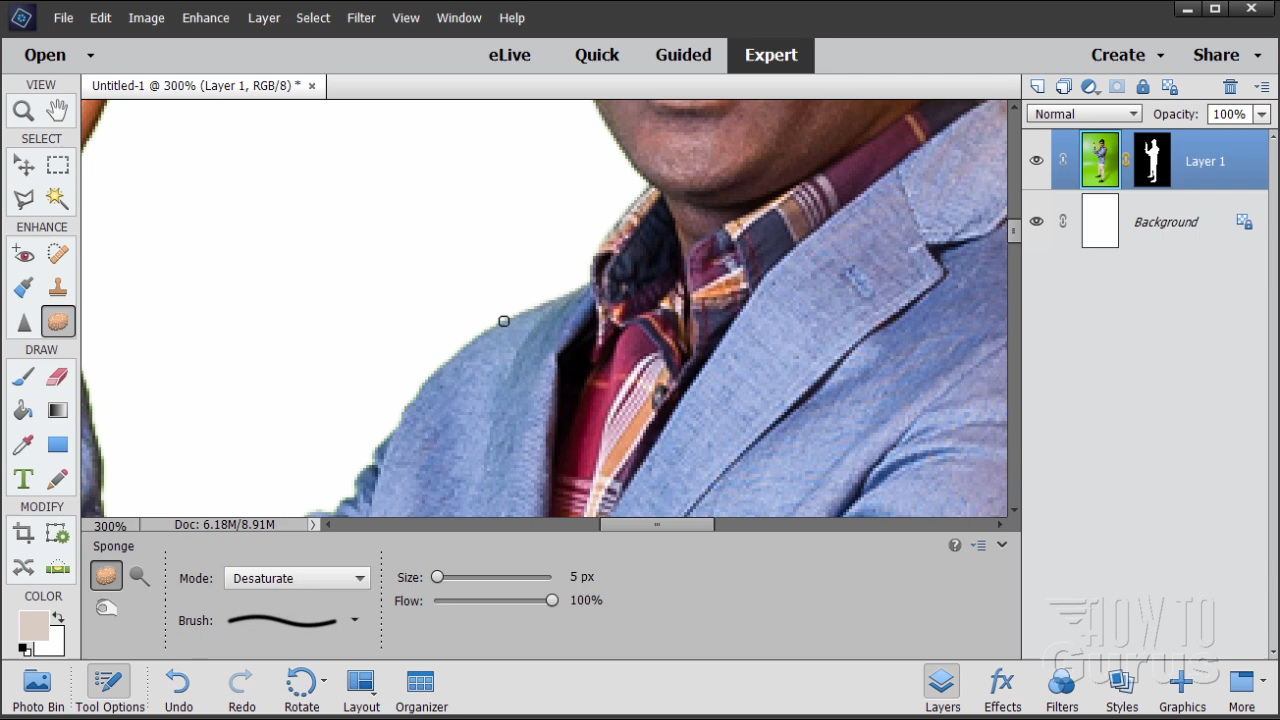 File Edit Image Enhance Layer Select Filter View Window Help
Open eLive Quick Guided Expert Create Share
VIEW
Untitled-1 @ 300% (Layer 1, RGB/8) *
Normal Opacity: 100%
SELECT
Layer 1
Background
ENHANCE
DRAW
T
MODIFY
300% Doc: 6.18M/8.91M
Sponge
Mode: Desaturate Size: 5 px
COLOR
Flow: 100%
Brush:
HOW TO
Gurus
Photo Bin Tool Options Undo Redo Rotate Layout Organizer Layers fx Effects Filters Styles Graphics More